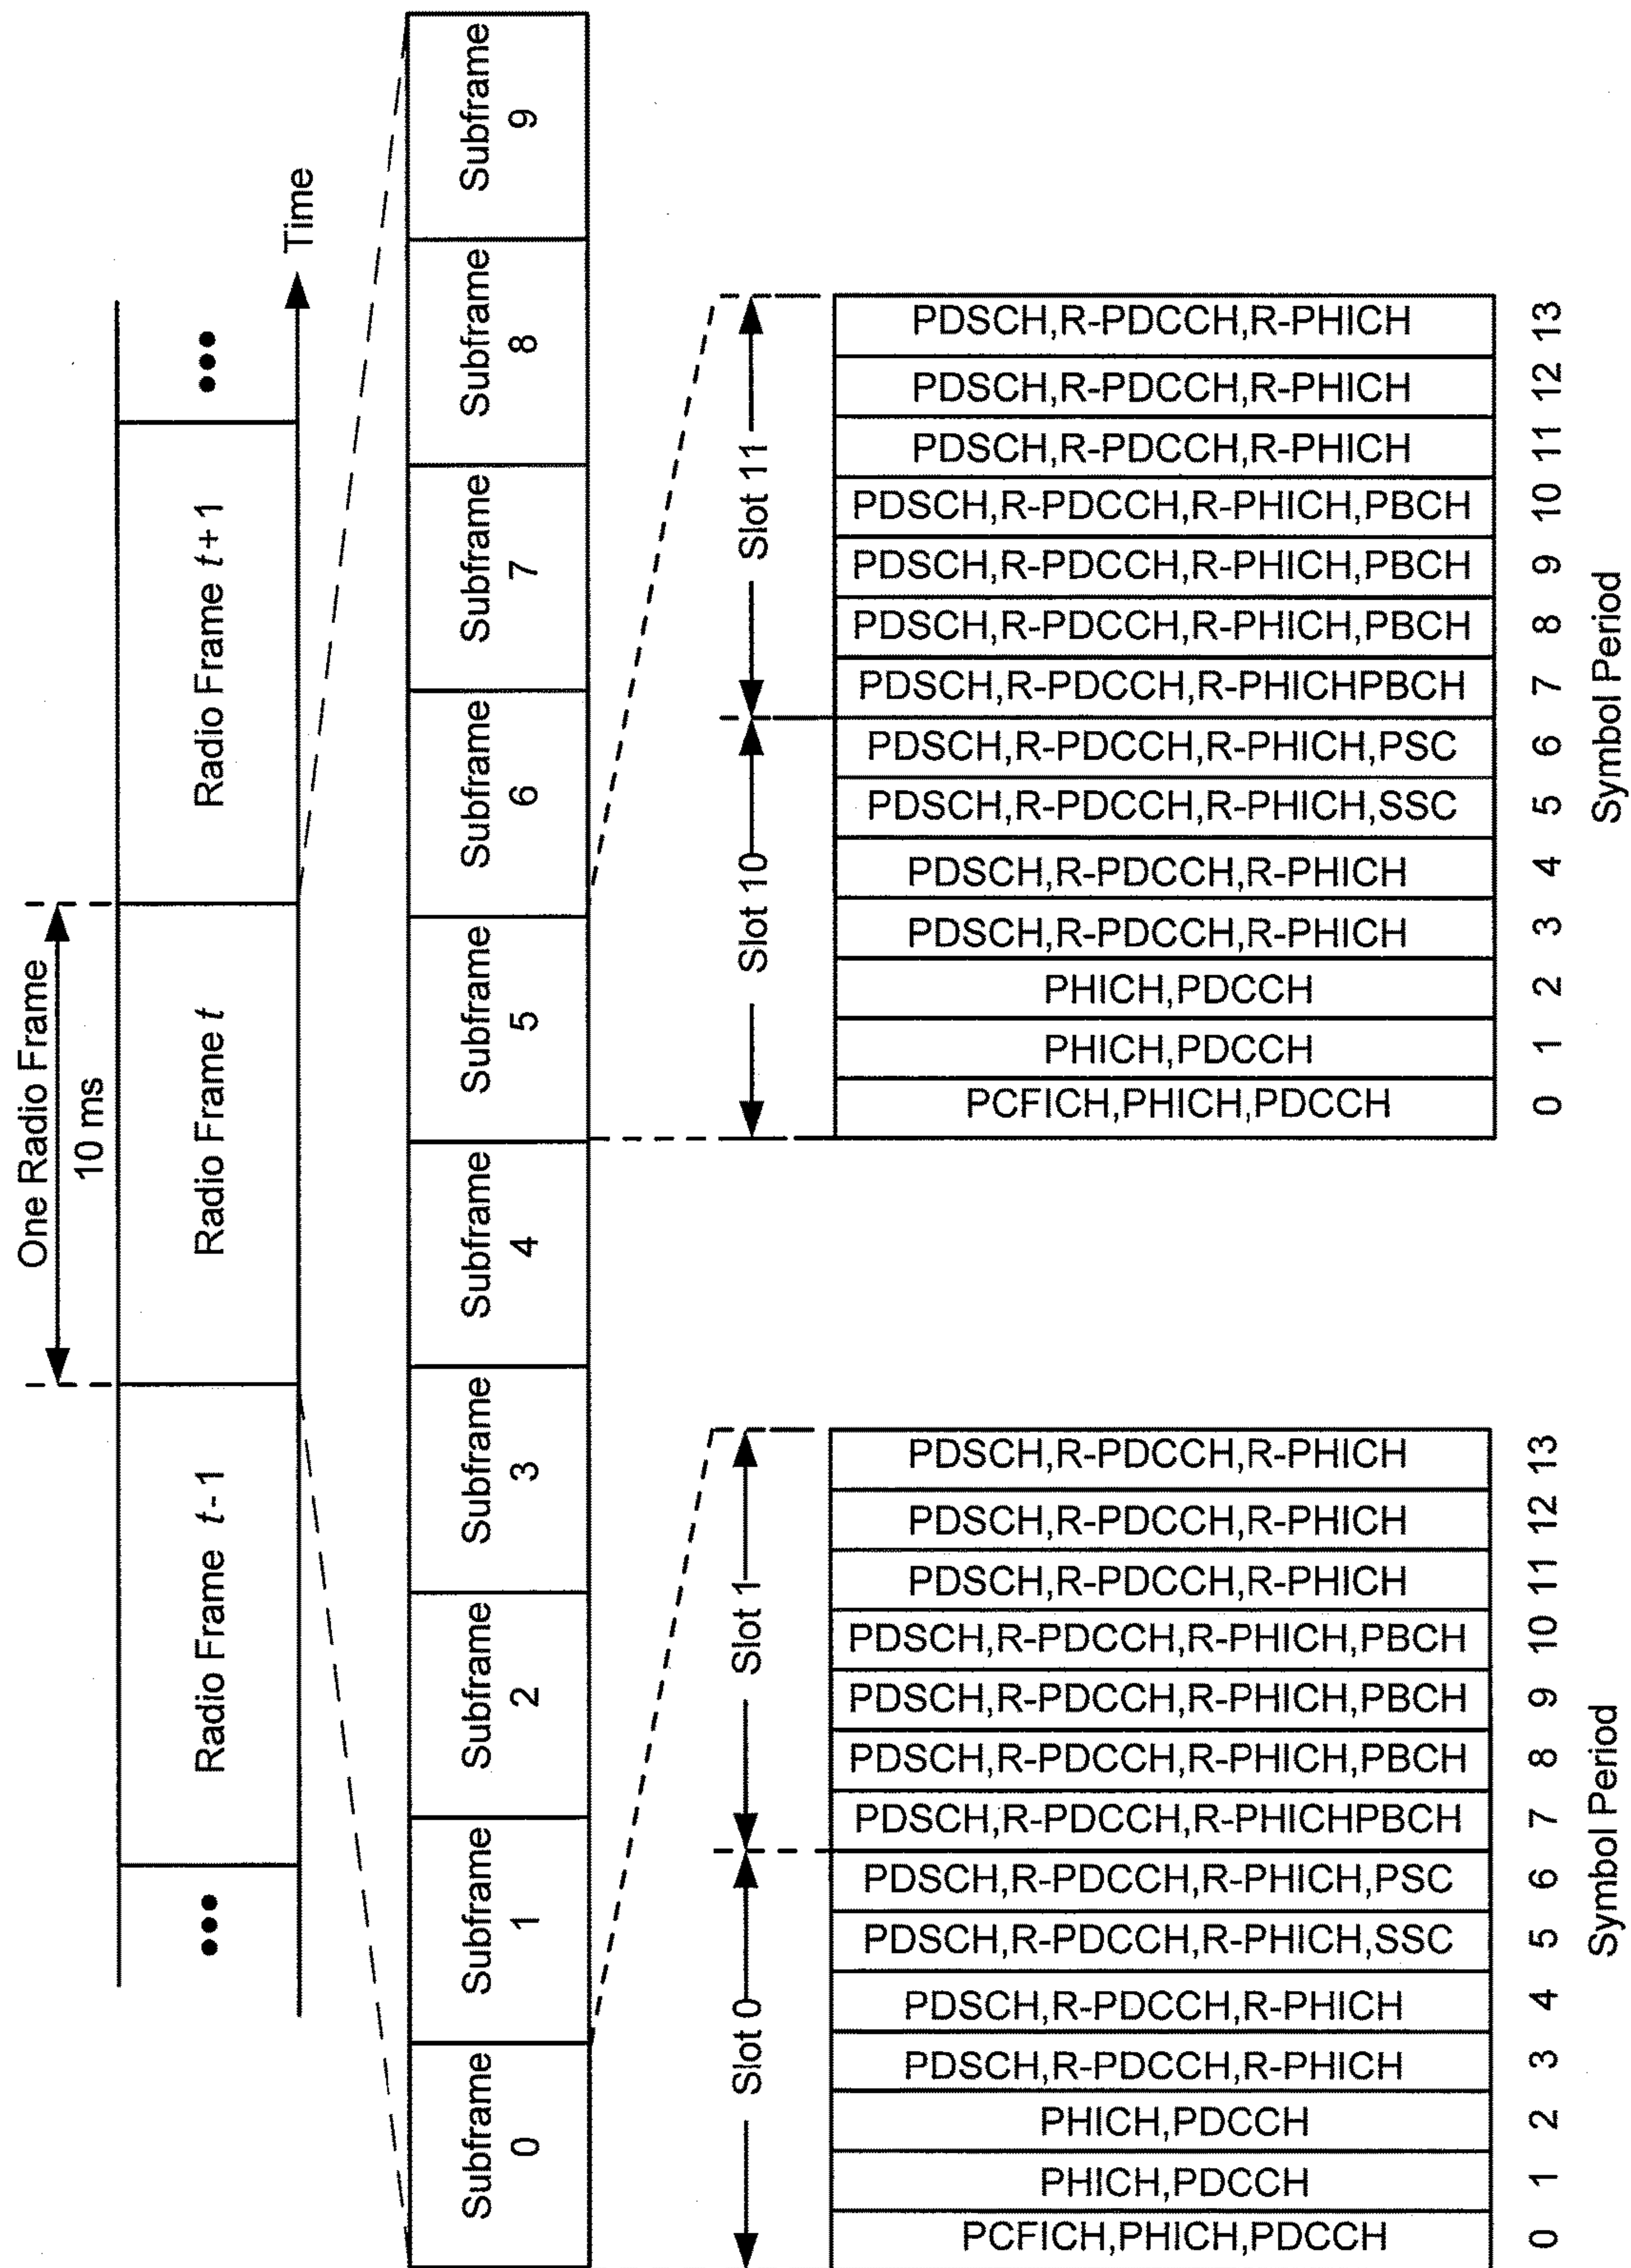 One Radio Frame
10 ms
Radio Frame t-1
Radio Frame t
Radio Frame t+1
Time
Subframe
0
Subframe
1
Subframe
2
Subframe
3
Subframe
4
Subframe
5
Subframe
6
Subframe
7
Subframe
8
Subframe
9
Slot 0
Slot 1
PCFICH,PHICH,PDCCH
PHICH,PDCCH
PHICH,PDCCH
PDSCH,R-PDCCH,R-PHICH
PDSCH,R-PDCCH,R-PHICH
PDSCH,R-PDCCH,R-PHICH,SSC
PDSCH,R-PDCCH,R-PHICH,PSC
PDSCH,R-PDCCH,R-PHICHPBCH
PDSCH,R-PDCCH,R-PHICH,PBCH
PDSCH,R-PDCCH,R-PHICH,PBCH
PDSCH,R-PDCCH,R-PHICH,PBCH
PDSCH,R-PDCCH,R-PHICH
PDSCH,R-PDCCH,R-PHICH
PDSCH,R-PDCCH,R-PHICH
0 1 2 3 4 5 6 7 8 9 10 11 12 13
Symbol Period
Slot 10
Slot 11
PCFICH,PHICH,PDCCH
PHICH,PDCCH
PHICH,PDCCH
PDSCH,R-PDCCH,R-PHICH
PDSCH,R-PDCCH,R-PHICH
PDSCH,R-PDCCH,R-PHICH,SSC
PDSCH,R-PDCCH,R-PHICH,PSC
PDSCH,R-PDCCH,R-PHICHPBCH
PDSCH,R-PDCCH,R-PHICH,PBCH
PDSCH,R-PDCCH,R-PHICH,PBCH
PDSCH,R-PDCCH,R-PHICH,PBCH
PDSCH,R-PDCCH,R-PHICH
PDSCH,R-PDCCH,R-PHICH
PDSCH,R-PDCCH,R-PHICH
0 1 2 3 4 5 6 7 8 9 10 11 12 13
Symbol Period